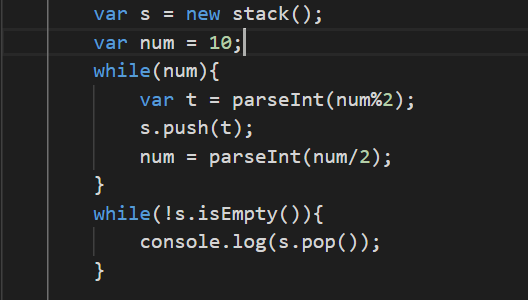 var s = new stack();
var num = 10;
while(num){
var t = parseInt(num%2);
s.push(t);
num = parseInt(num/2);
}
while(!s.isEmpty()){
console.log(s.pop());
}